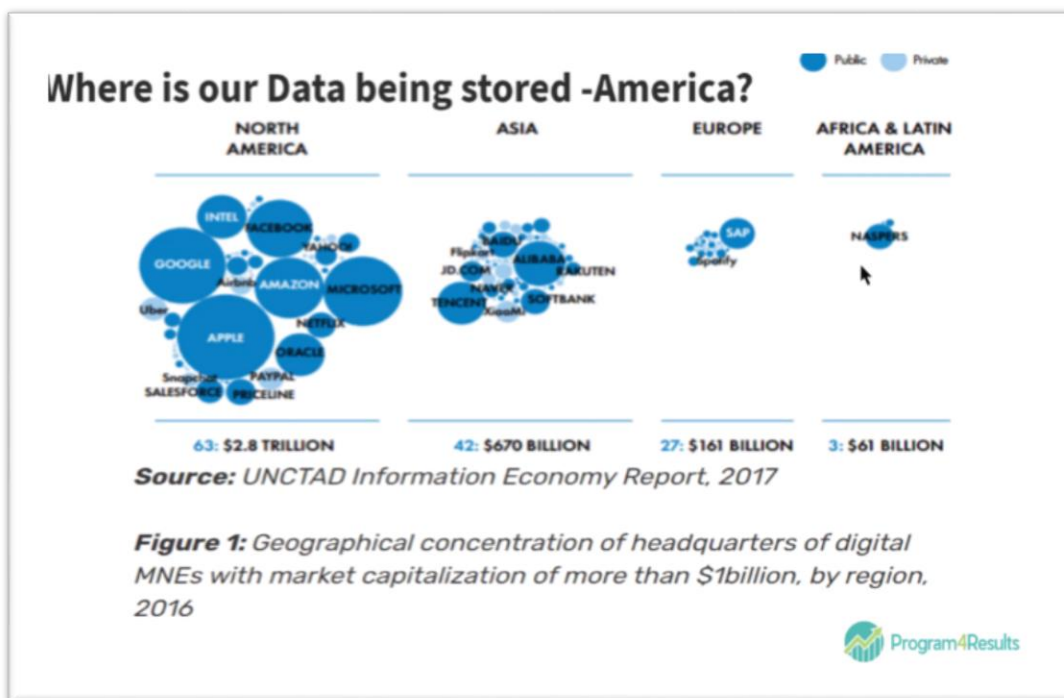 Public Private
Where is our Data being stored -America?
NORTH
AMERICA
ASIA
EUROPE
AFRICA & LATIN
AMERICA
INTEL
FACEBOOK
YAHOO!
GOOGLE
Airbnb
AMAZON
MICROSOFT
Uber
NETFLIX
APPLE
ORACLE
Snapchat
PAYPAL
SALESFORCE
PRICELINE
BAIDU
Flipkart
ALIBABA
JD.COM
RAKUTEN
NAVER
TENCENT
SOFTBANK
XiaoMi
SAP
Spotify
NASPERS
63: $2.8 TRILLION
42: $670 BILLION
27: $161 BILLION
3: $61 BILLION
Source: UNCTAD Information Economy Report, 2017
Figure 1: Geographical concentration of headquarters of digital
MNEs with market capitalization of more than $1billion, by region,
2016
Program4Results